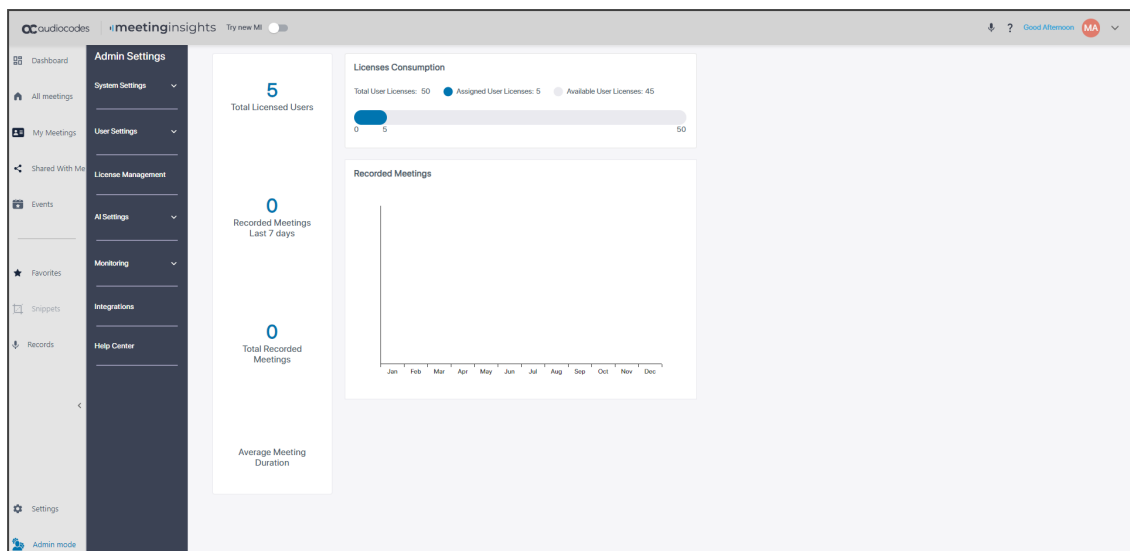 audiocodes
meetinginsights
Try new MI
?
Good Afternoon
MA
Dashboard
All meetings
My Meetings
Shared With Me
Events
Favorites
Snippets
Records
Settings
Admin mode
Admin Settings
System Settings
User Settings
License Management
AI Settings
Monitoring
Integrations
Help Center
5
Total Licensed Users
0
Recorded Meetings
Last 7 days
0
Total Recorded
Meetings
Average Meeting
Duration
Licenses Consumption
Total User Licenses: 50 Assigned User Licenses: 5 Available User Licenses: 45
0 5 50
Recorded Meetings
Jan Feb Mar Apr May Jun Jul Aug Sep Oct Nov Dec